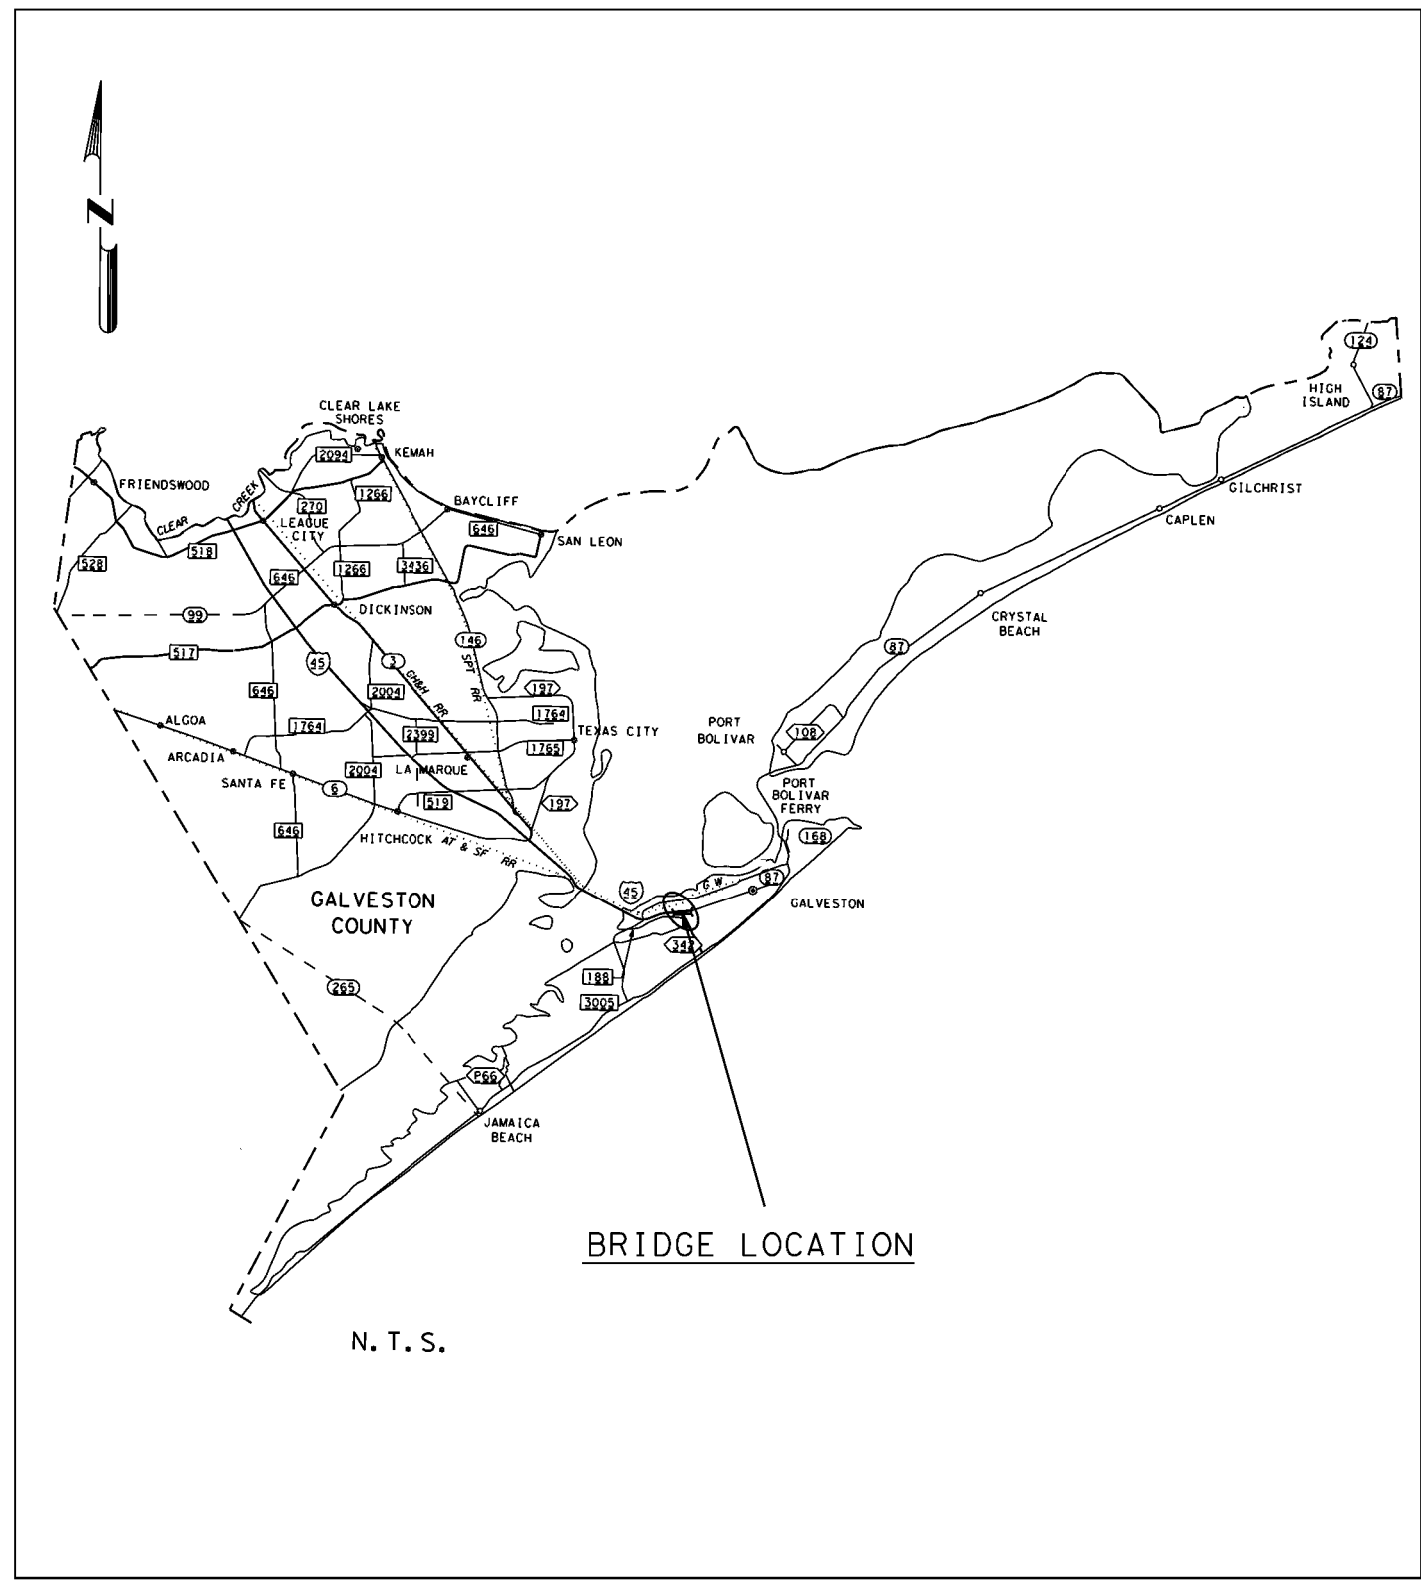 N
124
HIGH
ISLAND
87
CLEAR LAKE
SHORES
KEMAH
2094
FRIENDSWOOD
CREEK
1266
270
BAYCLIFF
GILCHRIST
CLEAR
LEAGUE
CITY
646
CAPLEN
518
SAN LEON
528
646
1266
3436
99
DICKINSON
CRYSTAL
BEACH
517
45
3
146
87
SPT RR
GH&H RR
646
2004
197
ALGOA
1764
1764
PORT
BOLIVAR
108
2399
TEXAS CITY
1765
ARCADIA
LA MARQUE
SANTA FE
2004
6
519
197
PORT
BOLIVAR
FERRY
646
HITCHCOCK
AT & SF RR
168
GALVESTON
COUNTY
45
G.W.
87
GALVESTON
342
265
188
3005
P66
JAMAICA
BEACH
BRIDGE LOCATION
N.T.S.